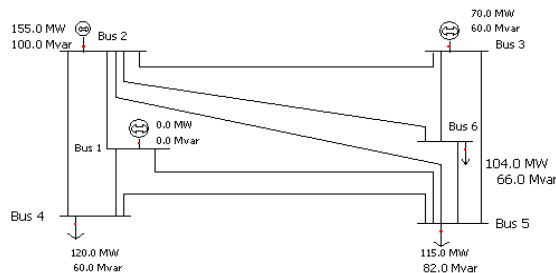 155.0 MW
100.0 Mvar
Bus 2
70.0 MW
60.0 Mvar
Bus 3
0.0 MW
0.0 Mvar
Bus 1
Bus 6
104.0 MW
66.0 Mvar
Bus 4
Bus 5
120.0 MW
60.0 Mvar
115.0 MW
82.0 Mvar